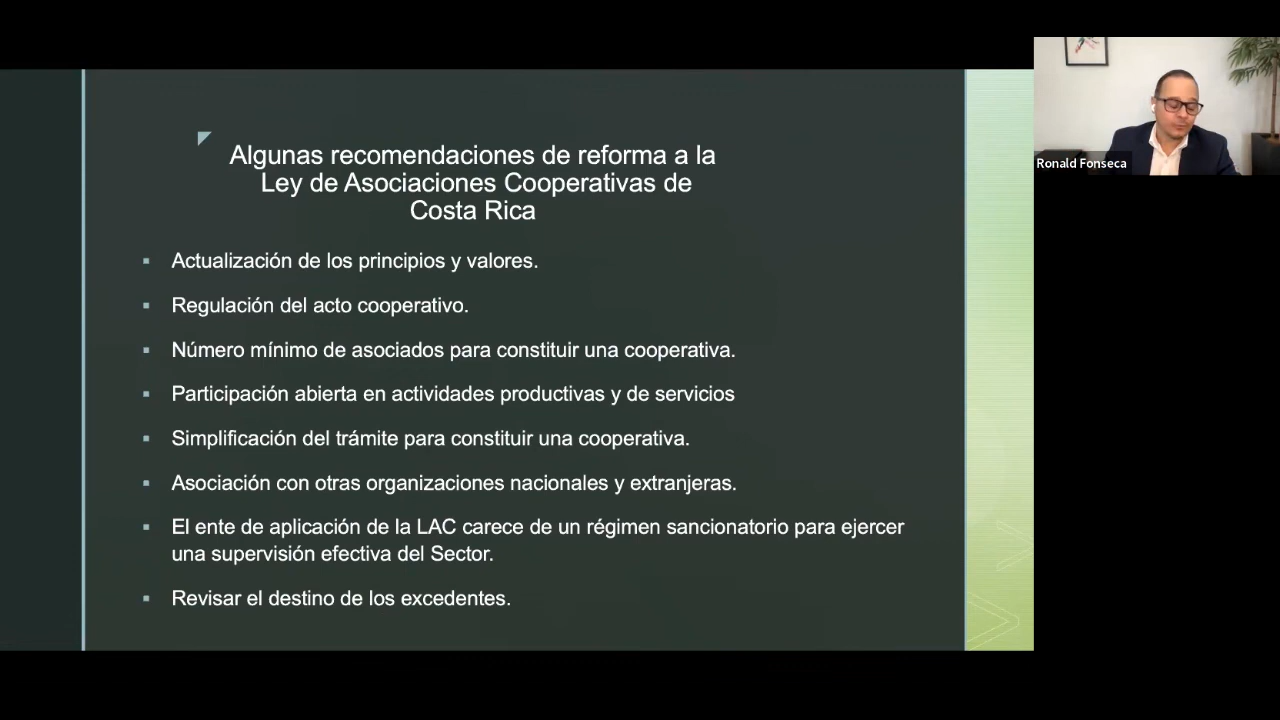 Algunas recomendaciones de reforma a la
Ley de Asociaciones Cooperativas de
Costa Rica
▪ Actualización de los principios y valores.
▪ Regulación del acto cooperativo.
▪ Número mínimo de asociados para constituir una cooperativa.
▪ Participación abierta en actividades productivas y de servicios
▪ Simplificación del trámite para constituir una cooperativa.
▪ Asociación con otras organizaciones nacionales y extranjeras.
▪ El ente de aplicación de la LAC carece de un régimen sancionatorio para ejercer
una supervisión efectiva del Sector.
▪ Revisar el destino de los excedentes.
Ronald Fonseca